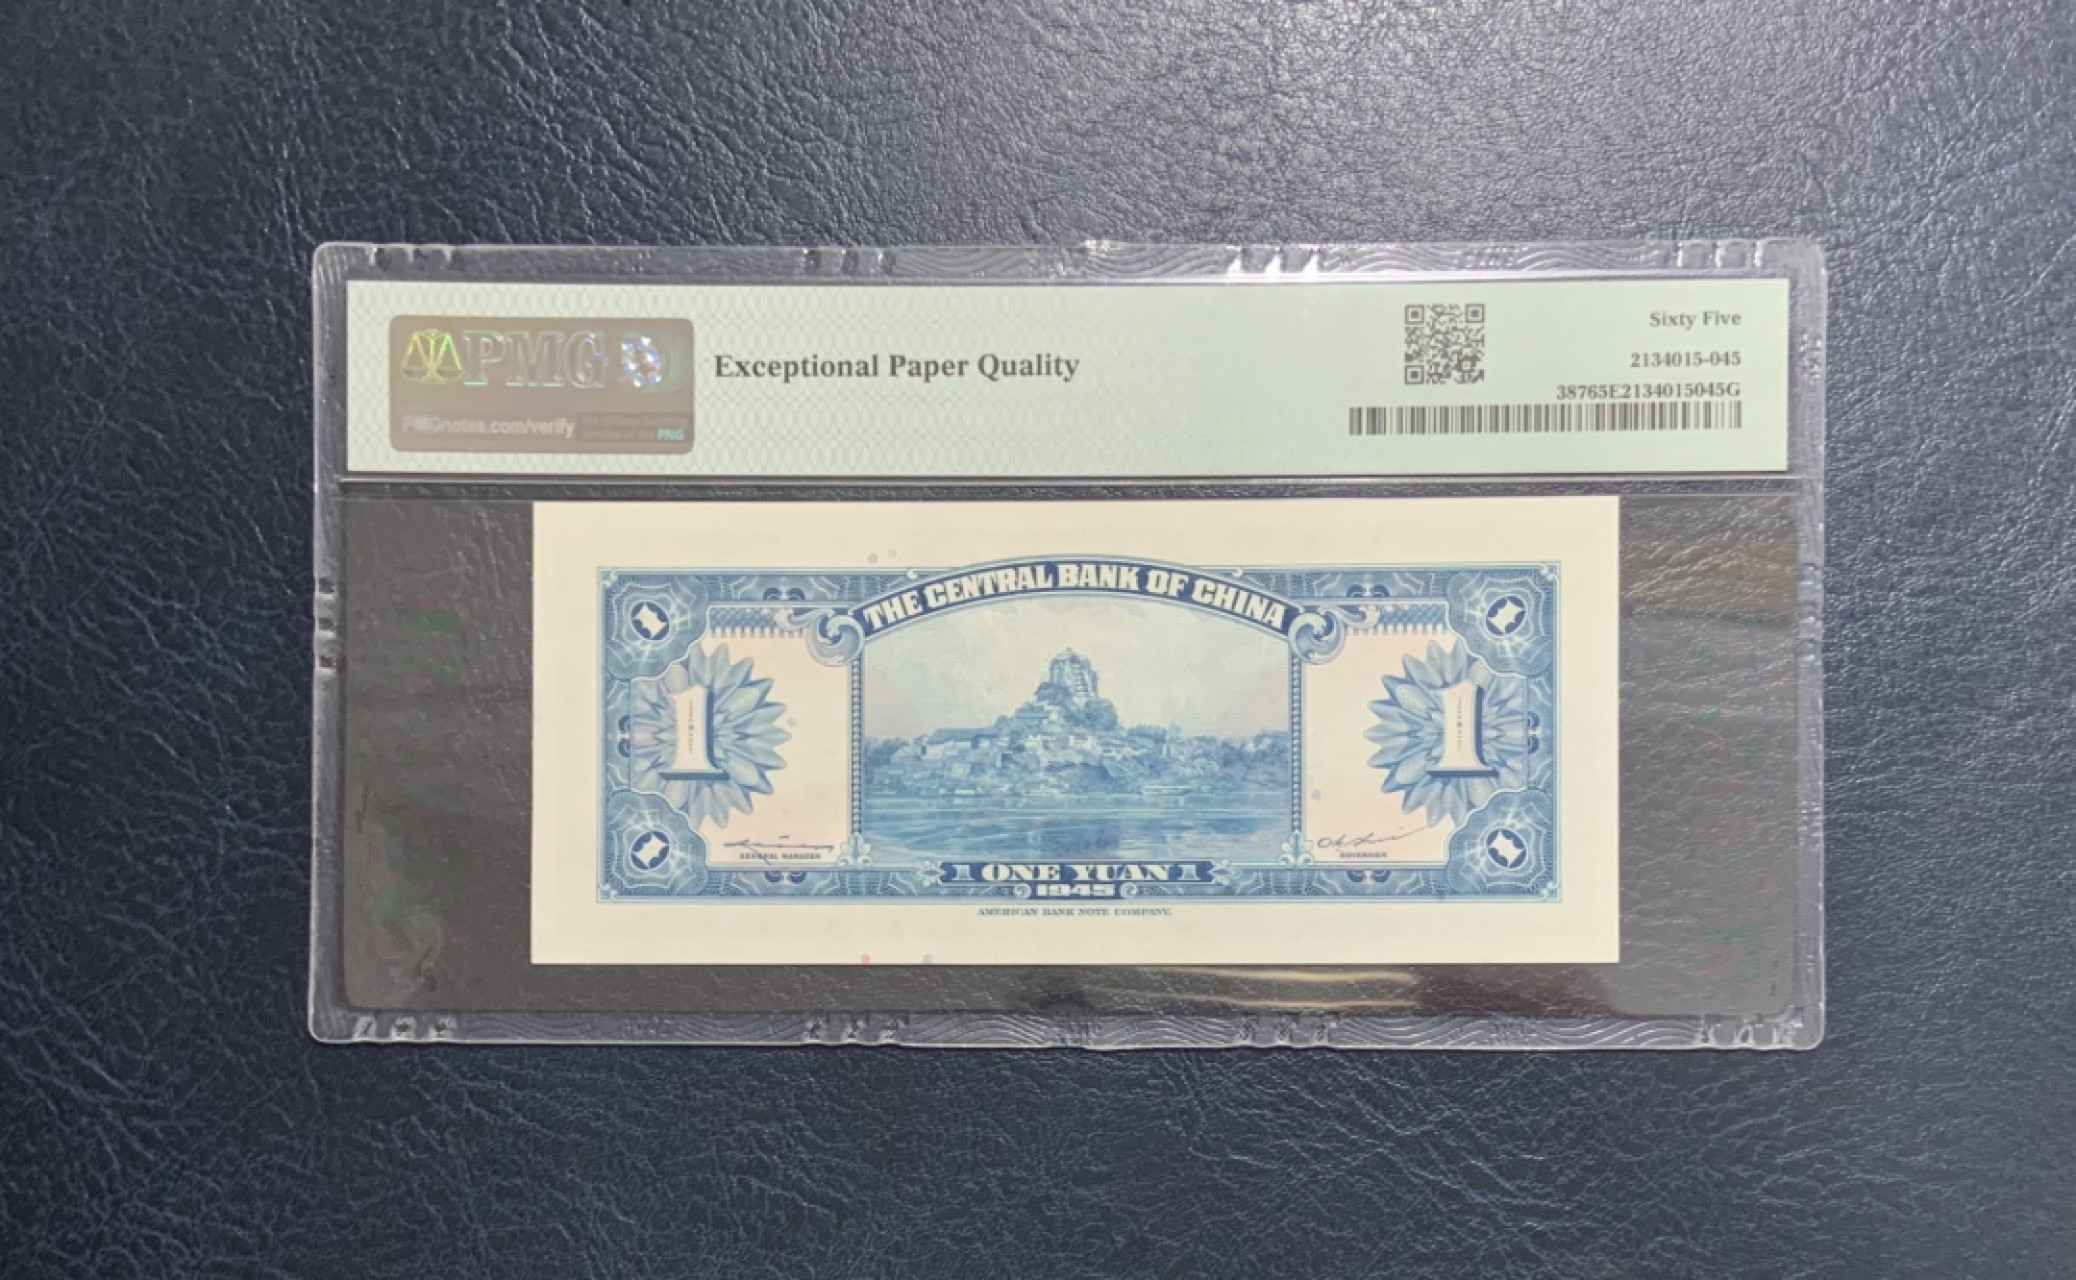 PMG
PMGnotes.com/verify
PNG
Exceptional Paper Quality
Sixty Five
2134015-045
38765E2134015045G
THE CENTRAL BANK OF CHINA
1
1
GENERAL MANAGER
GOVERNOR
1 ONE YUAN 1
1945
AMERICAN BANK NOTE COMPANY.